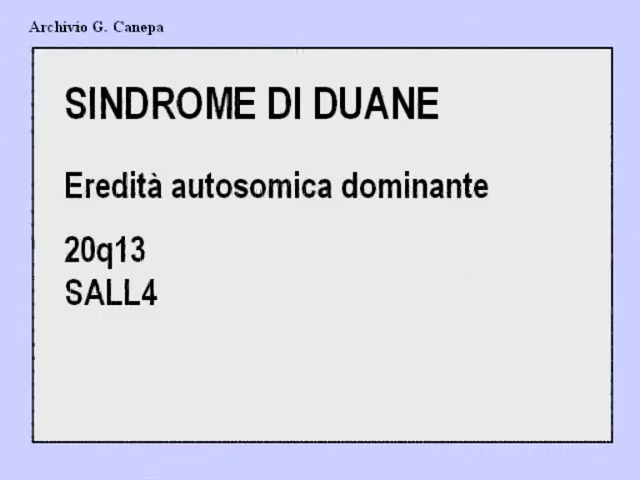 Archivio G. Canepa
SINDROME DI DUANE
Eredità autosomica dominante
20q13
SALL4